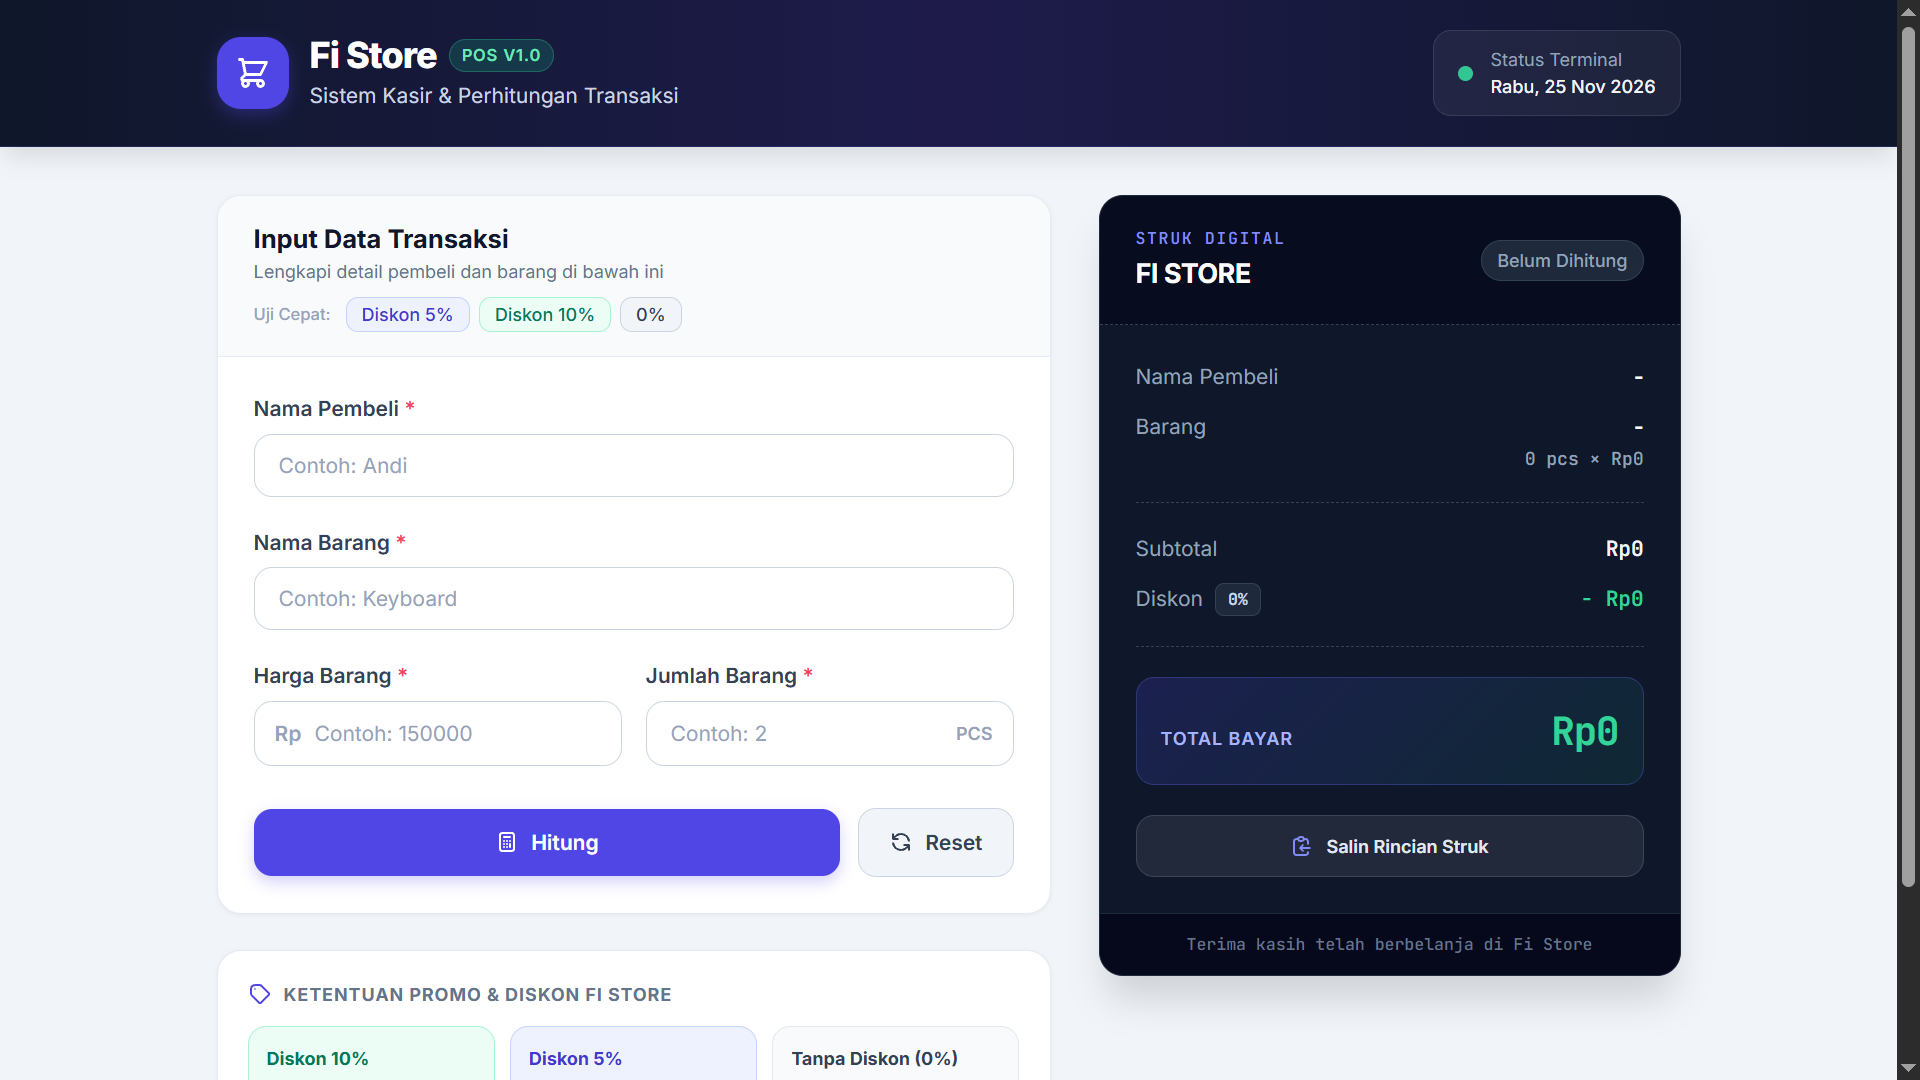 Fi Store POS V1.0
Sistem Kasir & Perhitungan Transaksi
Status Terminal
Rabu, 25 Nov 2026
Input Data Transaksi
Lengkapi detail pembeli dan barang di bawah ini
Uji Cepat: Diskon 5% Diskon 10% 0%
Nama Pembeli *
Contoh: Andi
Nama Barang *
Contoh: Keyboard
Harga Barang *
Rp Contoh: 150000
Jumlah Barang *
Contoh: 2 PCS
Hitung
Reset
KETENTUAN PROMO & DISKON FI STORE
Diskon 10%
Diskon 5%
Tanpa Diskon (0%)
STRUK DIGITAL
FI STORE
Belum Dihitung
Nama Pembeli -
Barang -
0 pcs × Rp0
Subtotal Rp0
Diskon 0% - Rp0
TOTAL BAYAR Rp0
Salin Rincian Struk
Terima kasih telah berbelanja di Fi Store